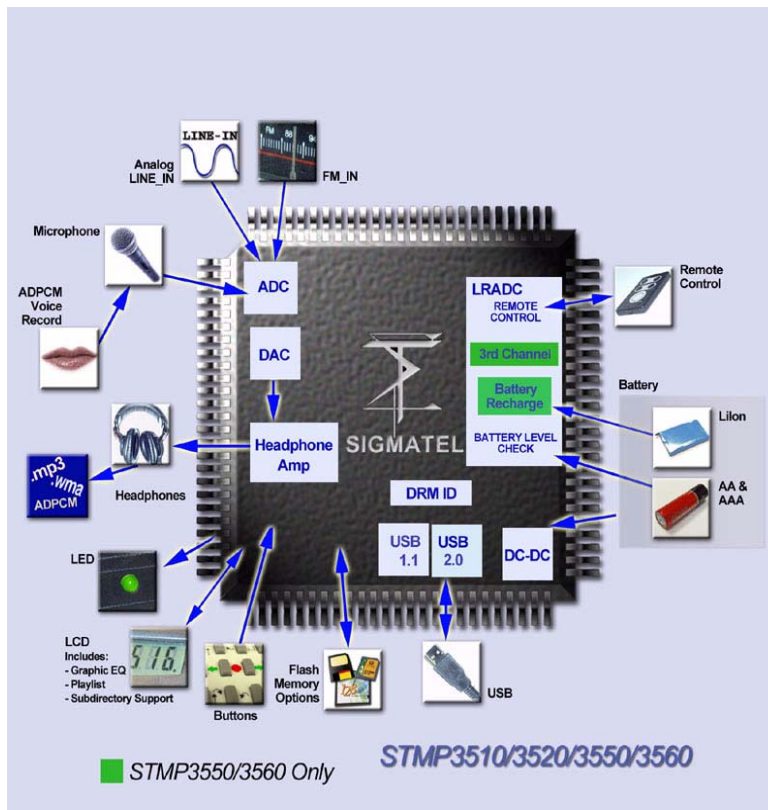 LINE-IN
FM 88 94
Analog
LINE_IN
FM_IN
Microphone
ADC
LRADC
REMOTE
CONTROL
Remote
Control
ADPCM
Voice
Record
DAC
3rd Channel
Battery
Recharge
Battery
LiIon
SIGMATEL
Headphone
Amp
BATTERY LEVEL
CHECK
AA &
AAA
.mp3
.wma
ADPCM
Headphones
DRM ID
USB
1.1
USB
2.0
DC-DC
LED
LCD
Includes:
- Graphic EQ
- Playlist
- Subdirectory Support
516.
Buttons
Flash
Memory
Options
USB
STMP3550/3560 Only
STMP3510/3520/3550/3560